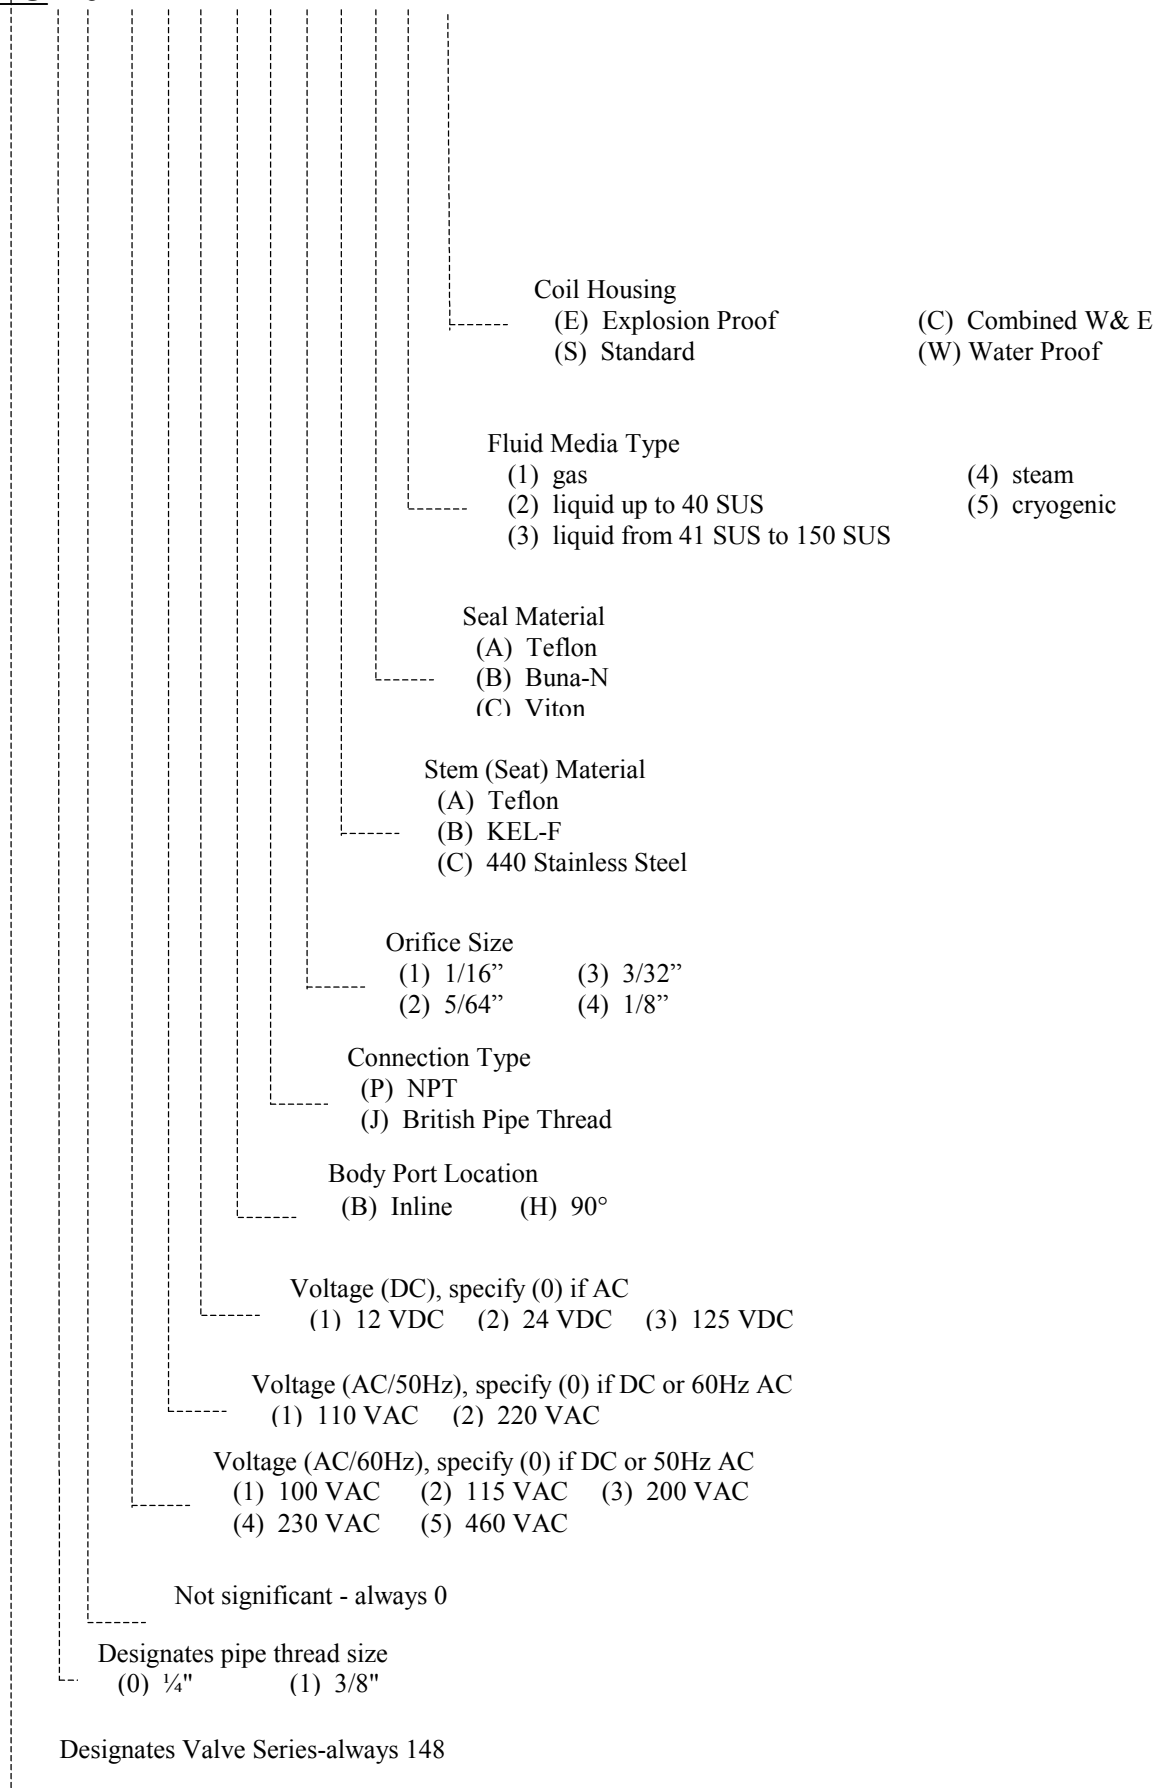 Coil Housing
(E) Explosion Proof (C) Combined W& E
(S) Standard (W) Water Proof
Fluid Media Type
(1) gas (4) steam
(2) liquid up to 40 SUS (5) cryogenic
(3) liquid from 41 SUS to 150 SUS
Seal Material
(A) Teflon
(B) Buna-N
(C) Viton
Stem (Seat) Material
(A) Teflon
(B) KEL-F
(C) 440 Stainless Steel
Orifice Size
(1) 1/16” (3) 3/32”
(2) 5/64” (4) 1/8”
Connection Type
(P) NPT
(J) British Pipe Thread
Body Port Location
(B) Inline (H) 90°
Voltage (DC), specify (0) if AC
(1) 12 VDC (2) 24 VDC (3) 125 VDC
Voltage (AC/50Hz), specify (0) if DC or 60Hz AC
(1) 110 VAC (2) 220 VAC
Voltage (AC/60Hz), specify (0) if DC or 50Hz AC
(1) 100 VAC (2) 115 VAC (3) 200 VAC
(4) 230 VAC (5) 460 VAC
Not significant - always 0
Designates pipe thread size
(0) ¼" (1) 3/8"
Designates Valve Series-always 148